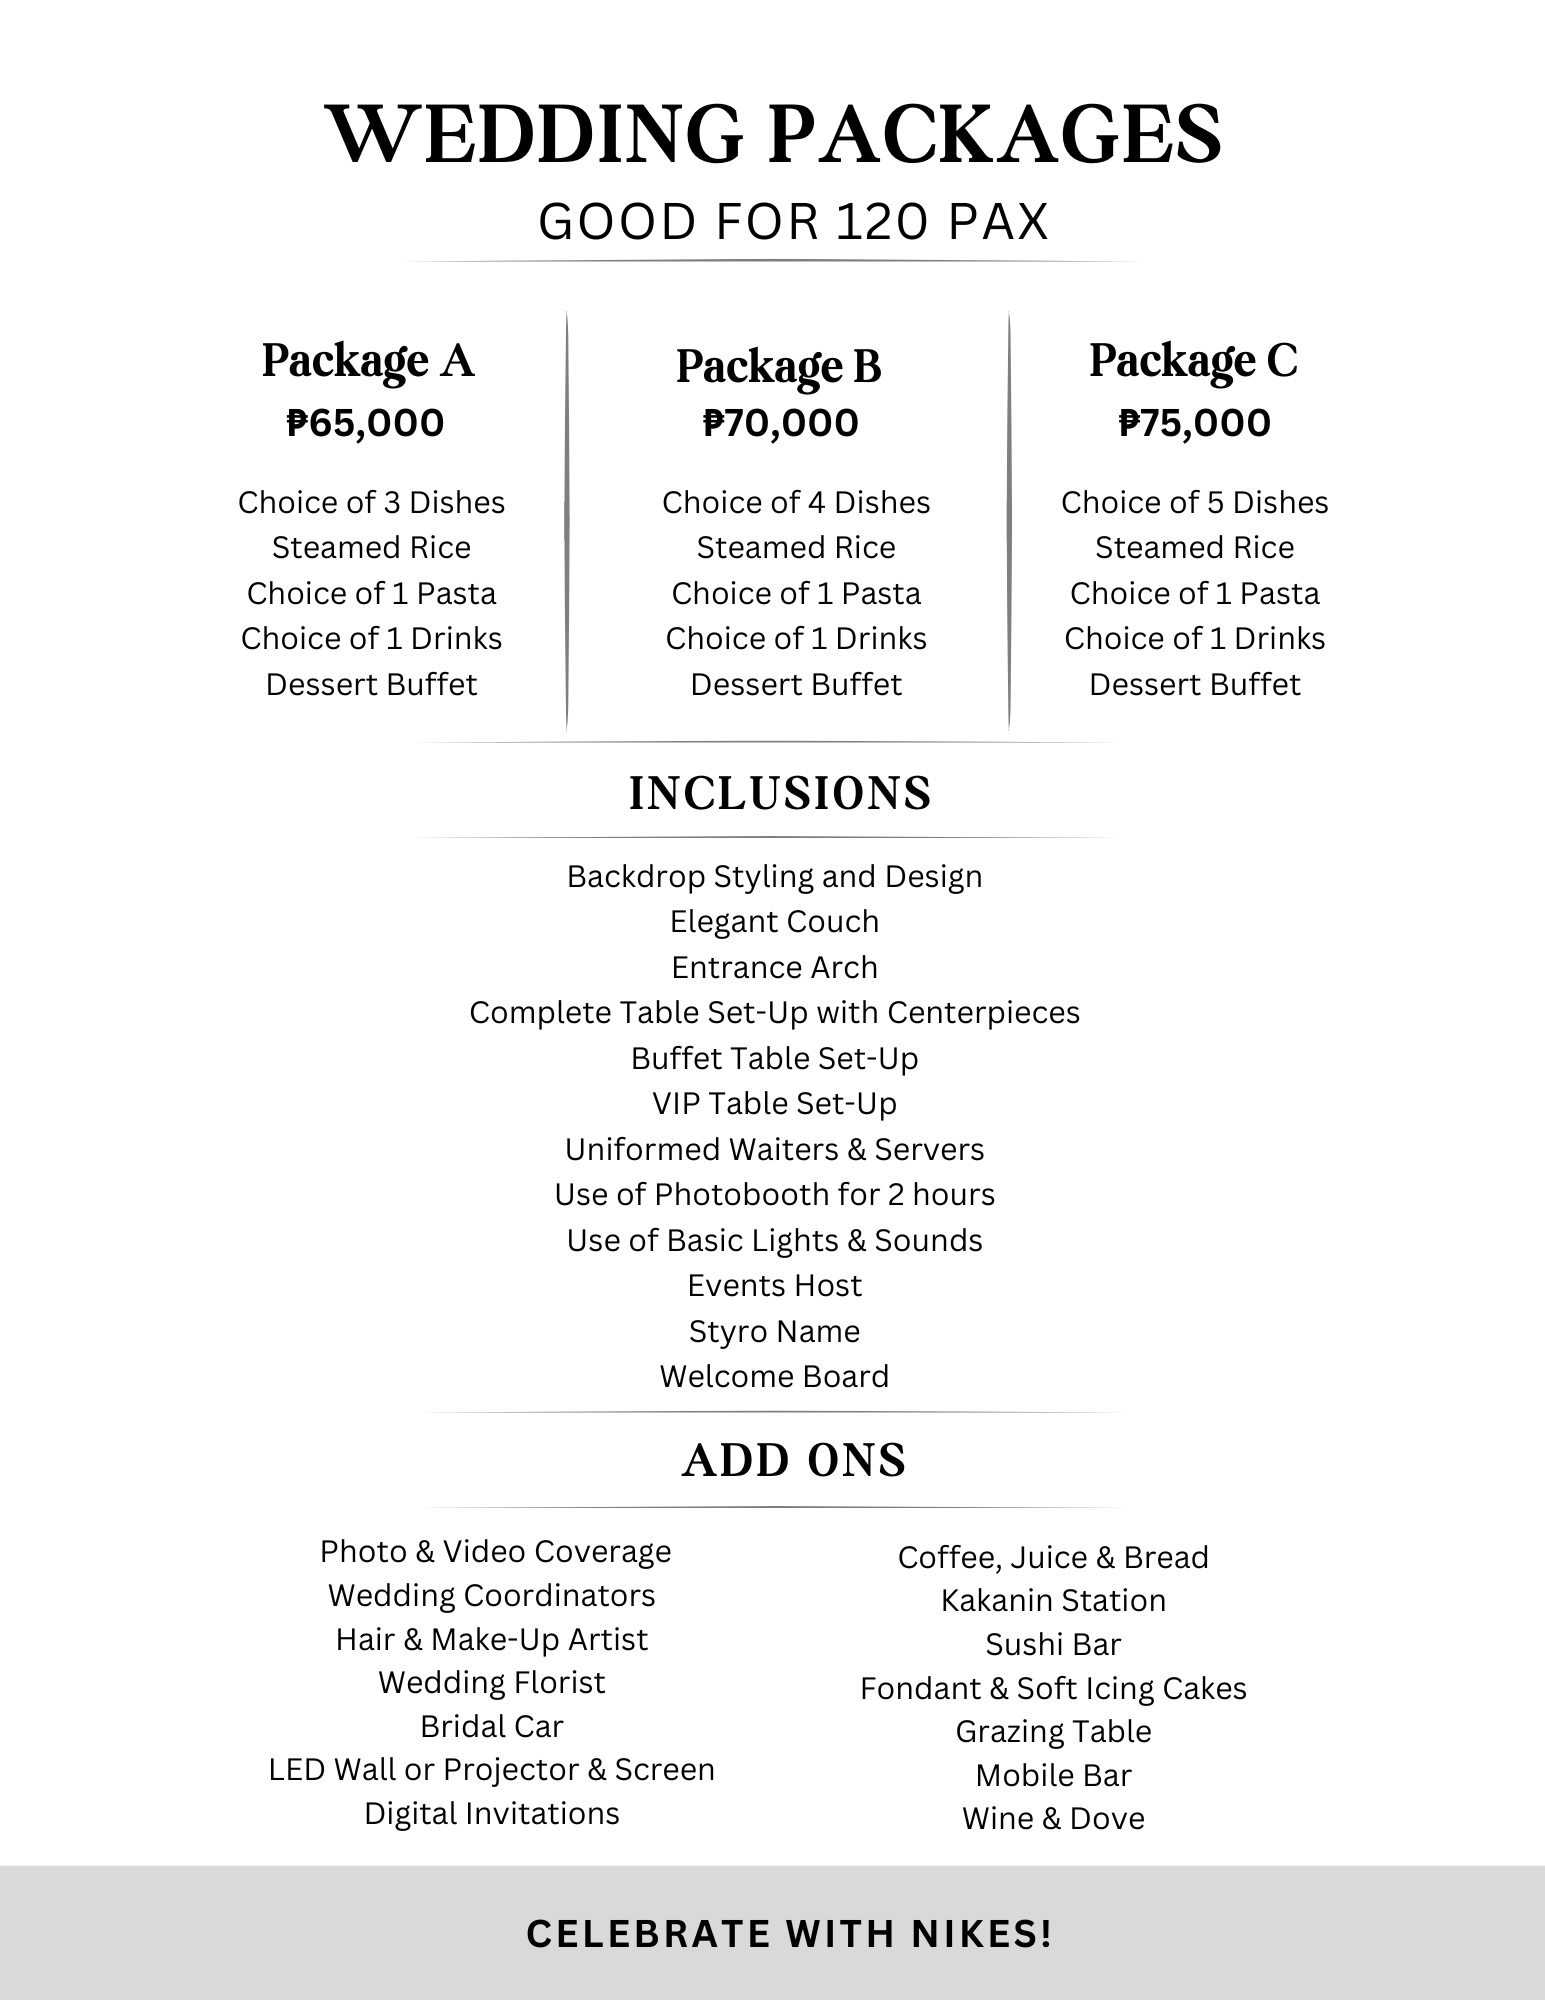 WEDDING PACKAGES
GOOD FOR 120 PAX
Package A
₱65,000
Choice of 3 Dishes
Steamed Rice
Choice of 1 Pasta
Choice of 1 Drinks
Dessert Buffet
Package B
₱70,000
Choice of 4 Dishes
Steamed Rice
Choice of 1 Pasta
Choice of 1 Drinks
Dessert Buffet
Package C
₱75,000
Choice of 5 Dishes
Steamed Rice
Choice of 1 Pasta
Choice of 1 Drinks
Dessert Buffet
INCLUSIONS
Backdrop Styling and Design
Elegant Couch
Entrance Arch
Complete Table Set-Up with Centerpieces
Buffet Table Set-Up
VIP Table Set-Up
Uniformed Waiters & Servers
Use of Photobooth for 2 hours
Use of Basic Lights & Sounds
Events Host
Styro Name
Welcome Board
ADD ONS
Photo & Video Coverage
Wedding Coordinators
Hair & Make-Up Artist
Wedding Florist
Bridal Car
LED Wall or Projector & Screen
Digital Invitations
Coffee, Juice & Bread
Kakanin Station
Sushi Bar
Fondant & Soft Icing Cakes
Grazing Table
Mobile Bar
Wine & Dove
CELEBRATE WITH NIKES!